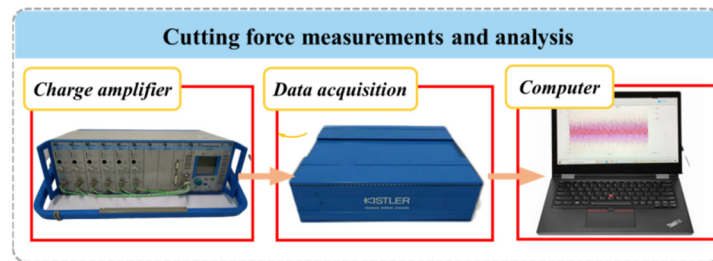 Cutting force measurements and analysis
Charge amplifier
Data acquisition
Computer
KISTLER